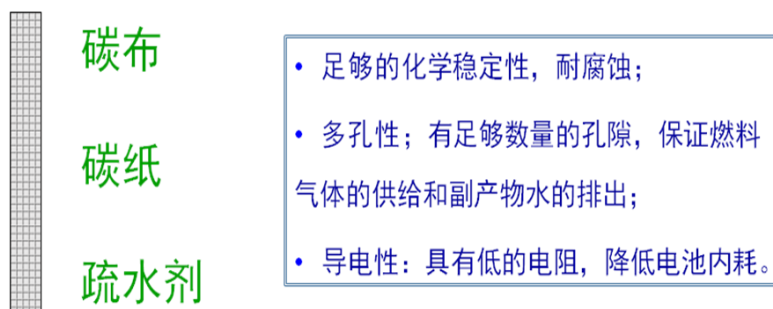 碳布
碳纸
疏水剂
• 足够的化学稳定性，耐腐蚀；
• 多孔性；有足够数量的孔隙，保证燃料
气体的供给和副产物水的排出；
• 导电性：具有低的电阻，降低电池内耗。